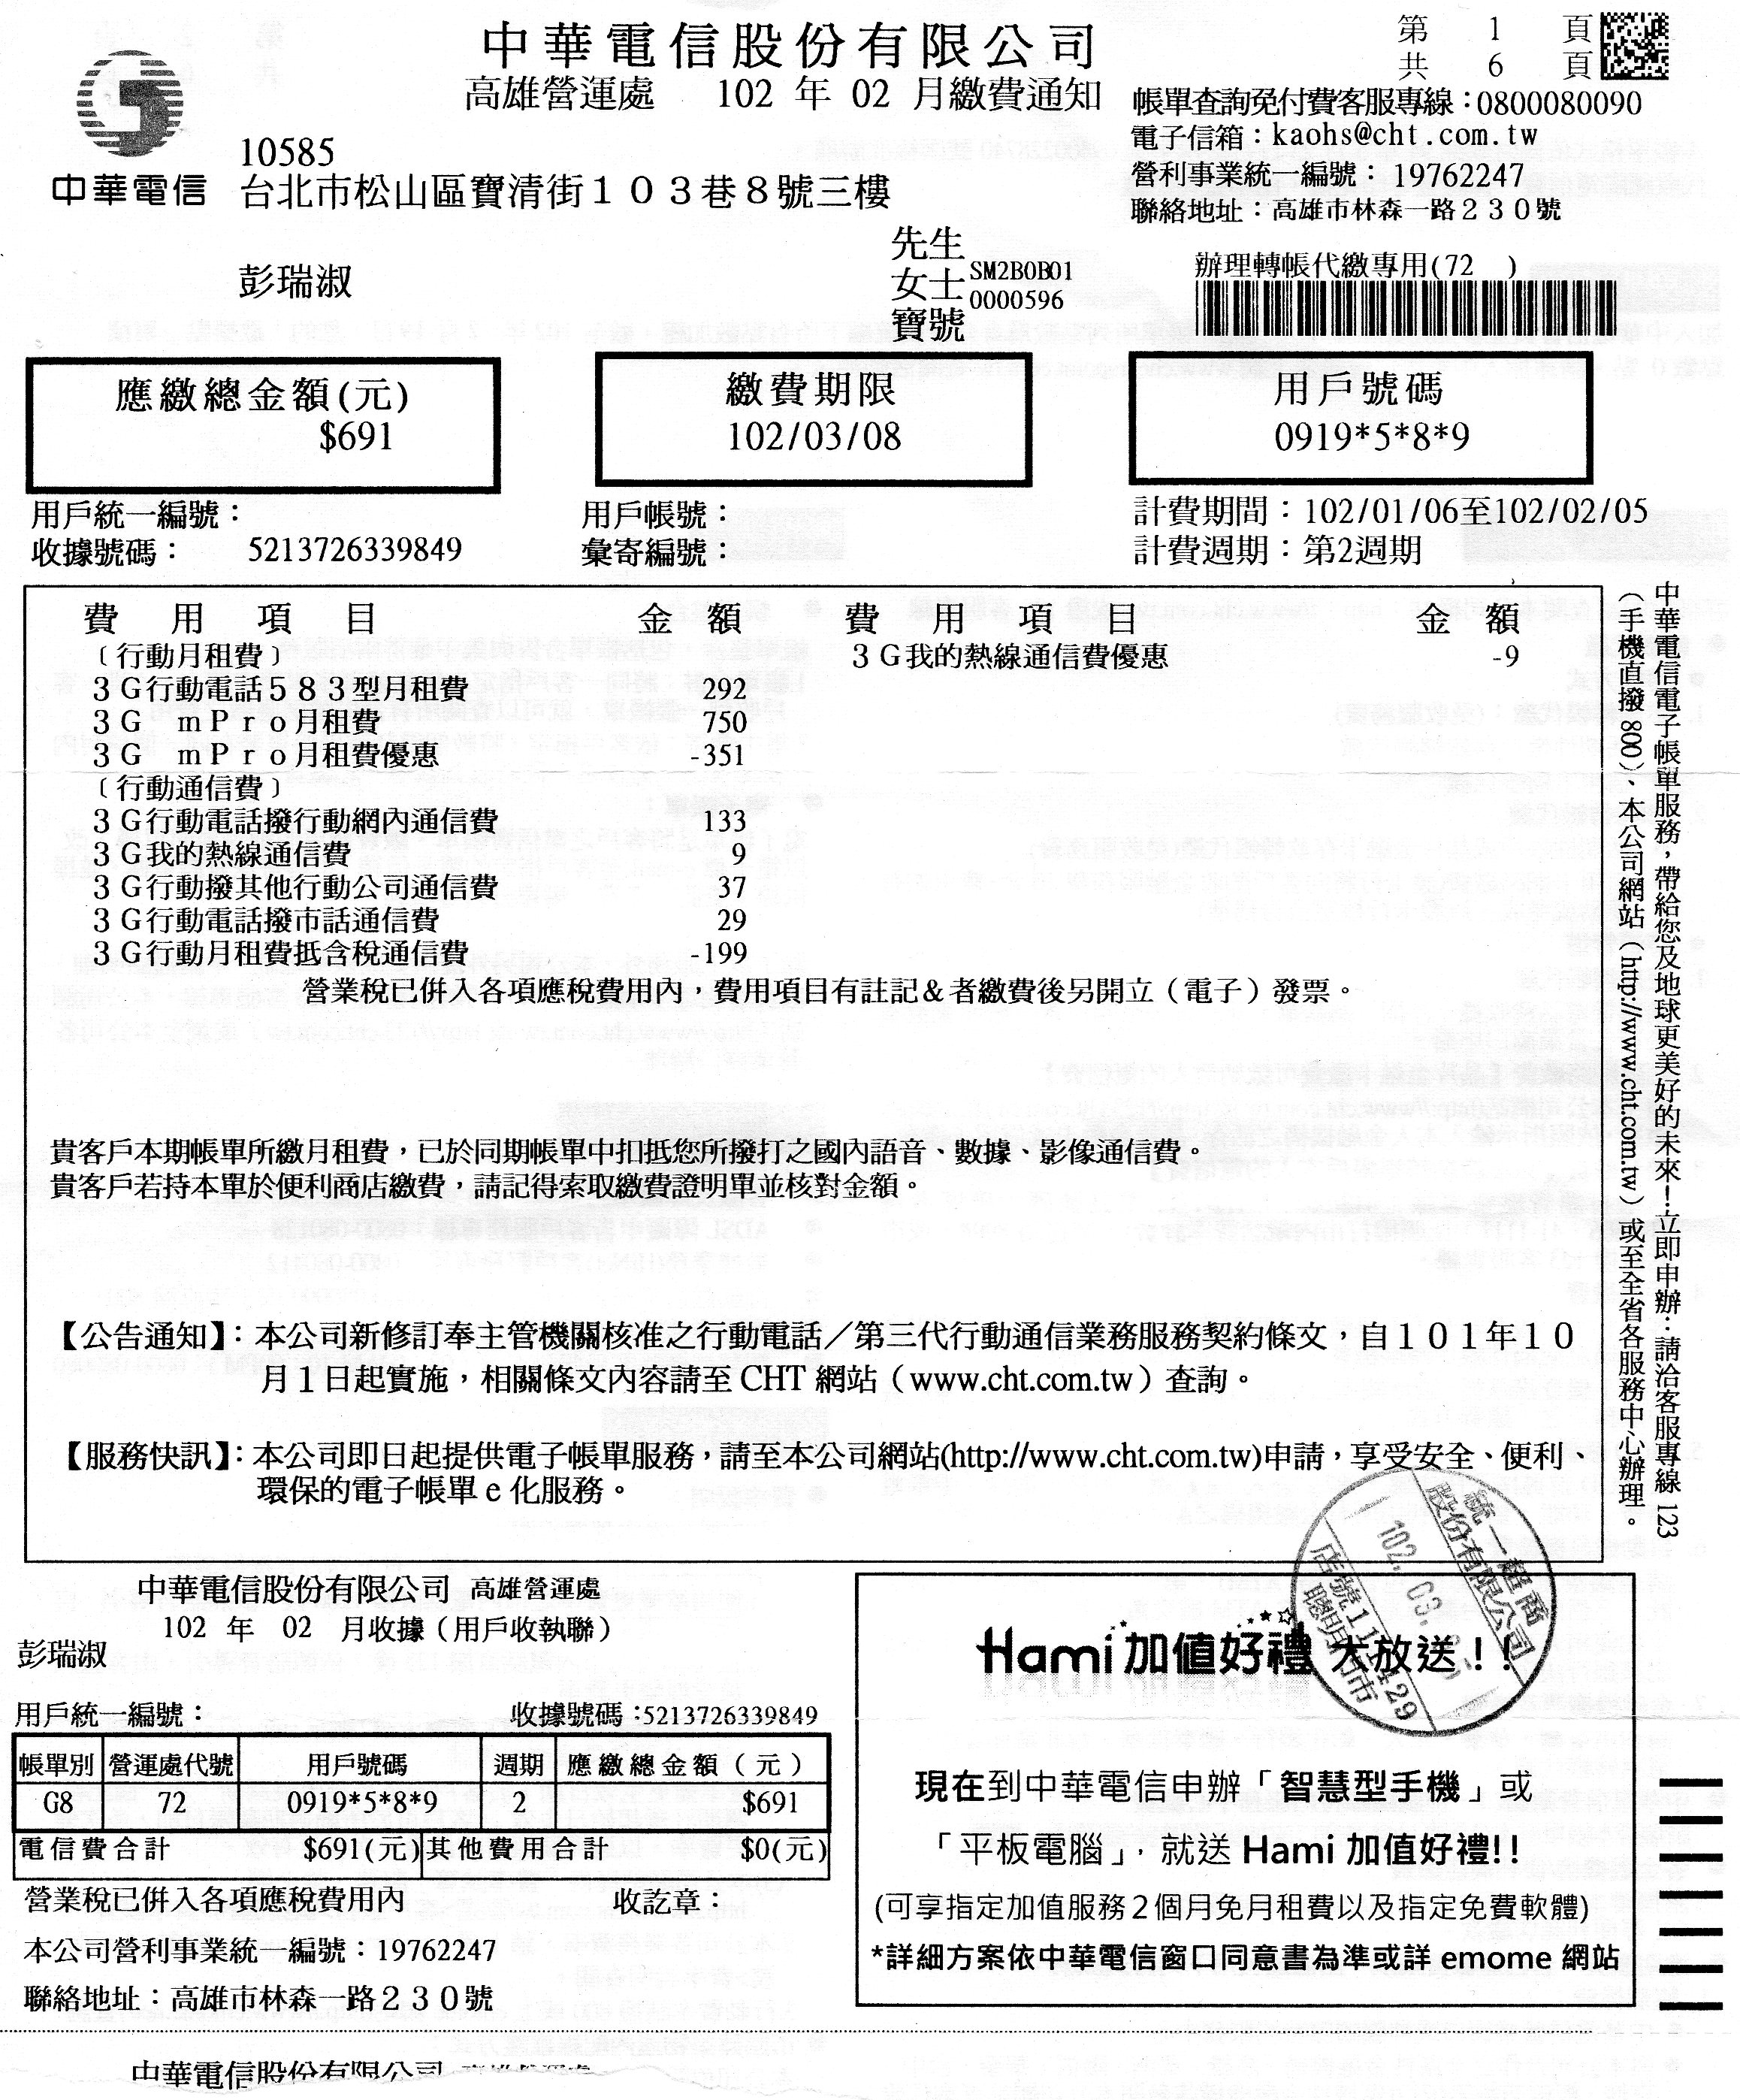 中華電信股份有限公司
高雄營運處 102 年 02 月繳費通知
第 1 頁
共 6 頁
帳單查詢免付費客服專線：0800080090
電子信箱：kaohs@cht.com.tw
營利事業統一編號：19762247
聯絡地址：高雄市林森一路２３０號
中華電信
10585
台北市松山區寶清街１０３巷８號三樓
彭瑞淑
先生
女士
寶號
SM2B0B01
0000596
辦理轉帳代繳專用(72 )
應繳總金額(元)
$691
繳費期限
102/03/08
用戶號碼
0919*5*8*9
用戶統一編號：
收據號碼： 5213726339849
用戶帳號：
彙寄編號：
計費期間：102/01/06至102/02/05
計費週期：第2週期
費用項目 金額 費用項目 金額
〔行動月租費〕 ３Ｇ我的熱線通信費優惠 -9
３Ｇ行動電話５８３型月租費 292
３Ｇ ｍＰｒｏ月租費 750
３Ｇ ｍＰｒｏ月租費優惠 -351
〔行動通信費〕
３Ｇ行動電話撥行動網內通信費 133
３Ｇ我的熱線通信費 9
３Ｇ行動撥其他行動公司通信費 37
３Ｇ行動電話撥市話通信費 29
３Ｇ行動月租費抵含稅通信費 -199
營業稅已併入各項應稅費用內，費用項目有註記＆者繳費後另開立（電子）發票。
貴客戶本期帳單所繳月租費，已於同期帳單中扣抵您所撥打之國內語音、數據、影像通信費。
貴客戶若持本單於便利商店繳費，請記得索取繳費證明單並核對金額。
【公告通知】：本公司新修訂奉主管機關核准之行動電話／第三代行動通信業務服務契約條文，自１０１年１０
月１日起實施，相關條文內容請至 CHT 網站（www.cht.com.tw）查詢。
【服務快訊】：本公司即日起提供電子帳單服務，請至本公司網站(http://www.cht.com.tw)申請，享受安全、便利、
環保的電子帳單 e 化服務。
中華電信電子帳單服務，帶給您及地球更美好的未來！立即申辦：請洽客服專線 123
（手機直撥 800）、本公司網站（http://www.cht.com.tw）或至全省各服務中心辦理。
統一超商
股份有限公司
102. 03.
店號111429
聰明門市
中華電信股份有限公司 高雄營運處
102 年 02 月收據（用戶收執聯）
彭瑞淑
用戶統一編號：
收據號碼：5213726339849
帳單別 營運處代號 用戶號碼 週期 應繳總金額（元）
G8 72 0919*5*8*9 2 $691
電信費合計 $691(元) 其他費用合計 $0(元)
營業稅已併入各項應稅費用內 收訖章：
本公司營利事業統一編號：19762247
聯絡地址：高雄市林森一路２３０號
Hami加值好禮 大放送！！
現在到中華電信申辦「智慧型手機」或
「平板電腦」，就送 Hami 加值好禮!!
(可享指定加值服務2個月免月租費以及指定免費軟體)
*詳細方案依中華電信窗口同意書為準或詳 emome 網站
中華電信股份有限公司